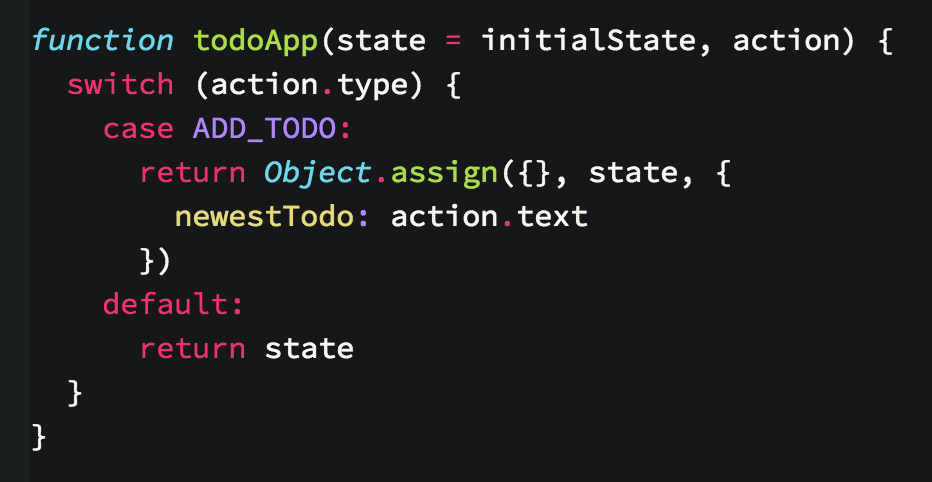 function todoApp(state = initialState, action) {
  switch (action.type) {
    case ADD_TODO:
      return Object.assign({}, state, {
        newestTodo: action.text
      })
    default:
      return state
  }
}